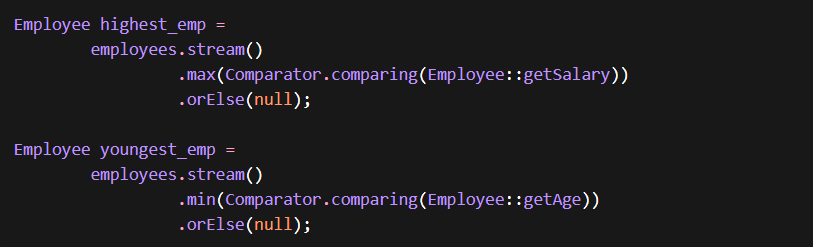 Employee highest_emp =
        employees.stream()
                .max(Comparator.comparing(Employee::getSalary))
                .orElse(null);

Employee youngest_emp =
        employees.stream()
                .min(Comparator.comparing(Employee::getAge))
                .orElse(null);